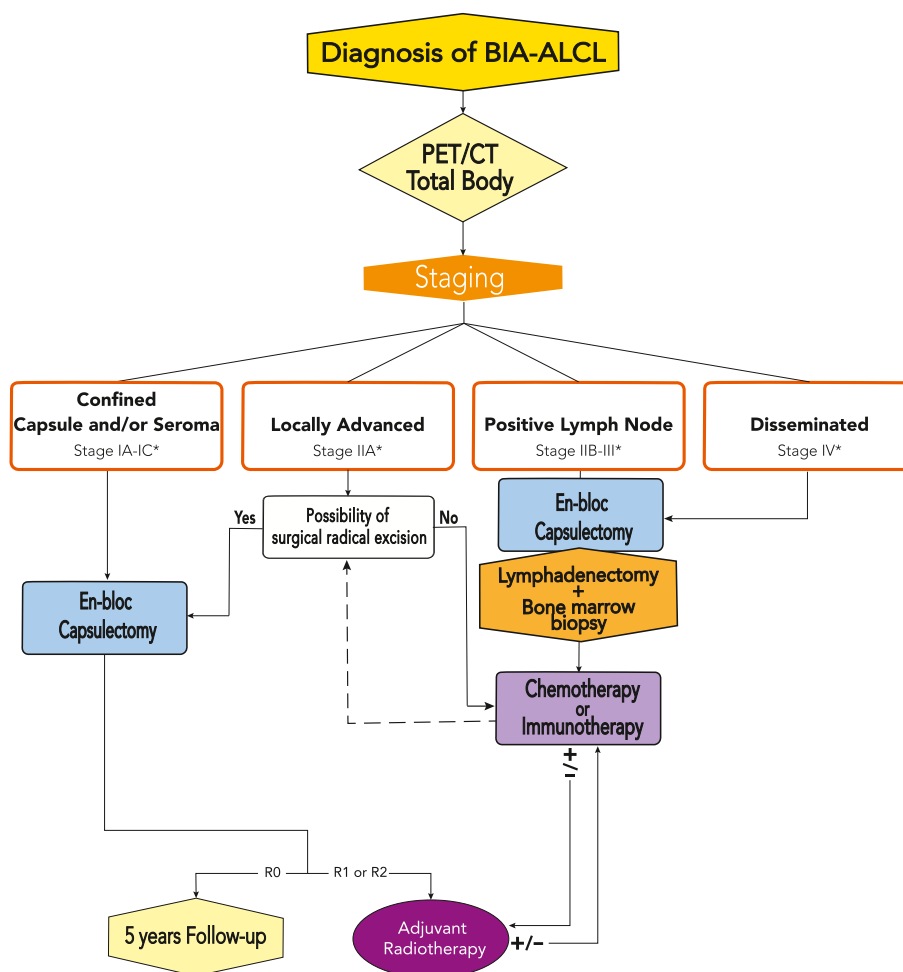 Diagnosis of BIA-ALCL
PET/CT
Total Body
Staging
Confined
Capsule and/or Seroma
Stage IA-IC*
Locally Advanced
Stage IIA*
Positive Lymph Node
Stage IIB-III*
Disseminated
Stage IV*
Yes
Possibility of
surgical radical excision
No
En-bloc
Capsulectomy
Lymphadenectomy
+
Bone marrow
biopsy
En-bloc
Capsulectomy
Chemotherapy
or
Immunotherapy
-/+
R0
R1 or R2
5 years Follow-up
Adjuvant
Radiotherapy
+/-